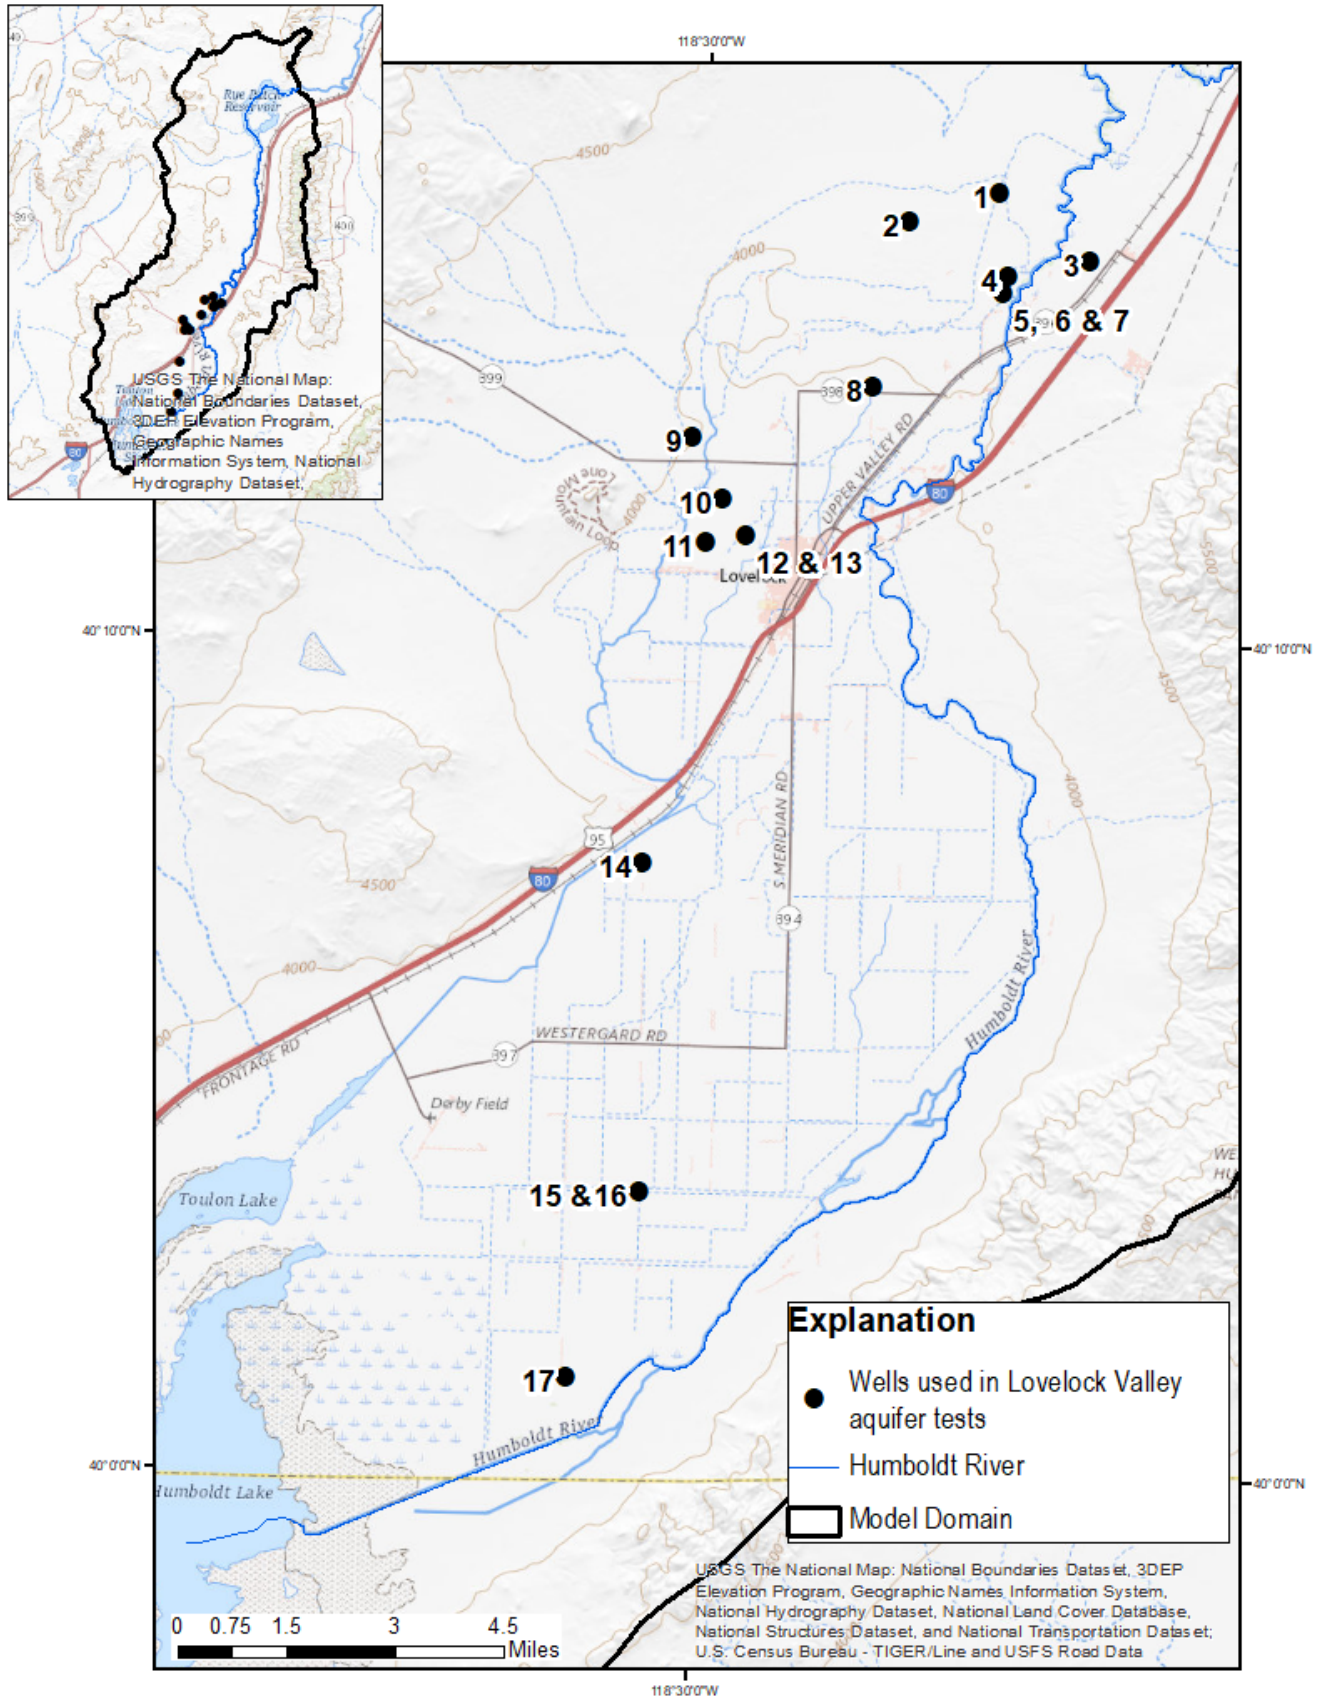 118°30'0"W
Rye Patch
Reservoir
399
400
80
USGS The National Map:
National Boundaries Dataset,
3DEP Elevation Program,
Geographic Names
Information System, National
Hydrography Dataset,
4500
4000
1
2
3
4
5, 6 & 7
399
398
8
9
UPPER VALLEY RD
Lone
Mountain Loop
4000
10
80
11
12 & 13
Lovelock
5500
40°10'0"N
40°10'0"N
4500
4000
S MERIDIAN RD
95
14
80
4500
394
4000
Humboldt River
WESTERGARD RD
397
FRONTAGE RD
Derby Field
Toulon Lake
15 & 16
17
Humboldt River
40°0'0"N
40°0'0"N
Humboldt Lake
Explanation
Wells used in Lovelock Valley
aquifer tests
Humboldt River
Model Domain
USGS The National Map: National Boundaries Dataset, 3DEP
Elevation Program, Geographic Names Information System,
National Hydrography Dataset, National Land Cover Database,
National Structures Dataset, and National Transportation Dataset;
U.S. Census Bureau - TIGER/Line and USFS Road Data
0 0.75 1.5 3 4.5
Miles
118°30'0"W